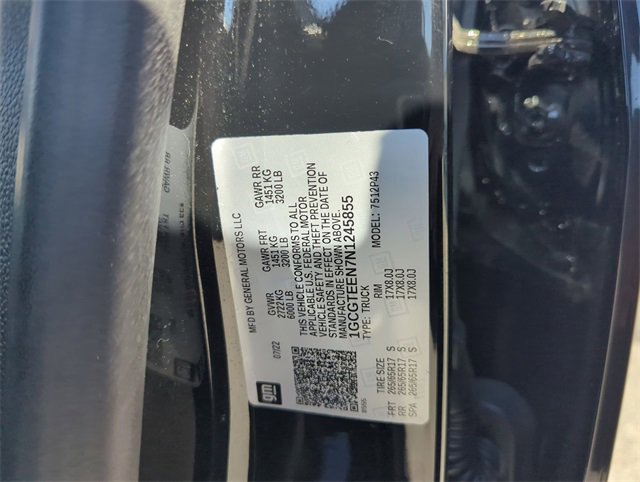 MFD BY GENERAL MOTORS LLC
07/22
GVWR GAWR FRT GAWR RR
2722 KG 1451 KG 1451 KG
6000 LB 3200 LB 3200 LB
THIS VEHICLE CONFORMS TO ALL
APPLICABLE U.S. FEDERAL MOTOR
VEHICLE SAFETY AND THEFT PREVENTION
STANDARDS IN EFFECT ON THE DATE OF
MANUFACTURE SHOWN ABOVE.
1GCGTEEN7N1245855
TYPE: TRUCK MODEL: 7512P43
gm
TIRE SIZE RIM
FRT 265/65R17 S 17X8.0J
RR 265/65R17 S 17X8.0J
SPA 265/65R17 S 17X8.0J